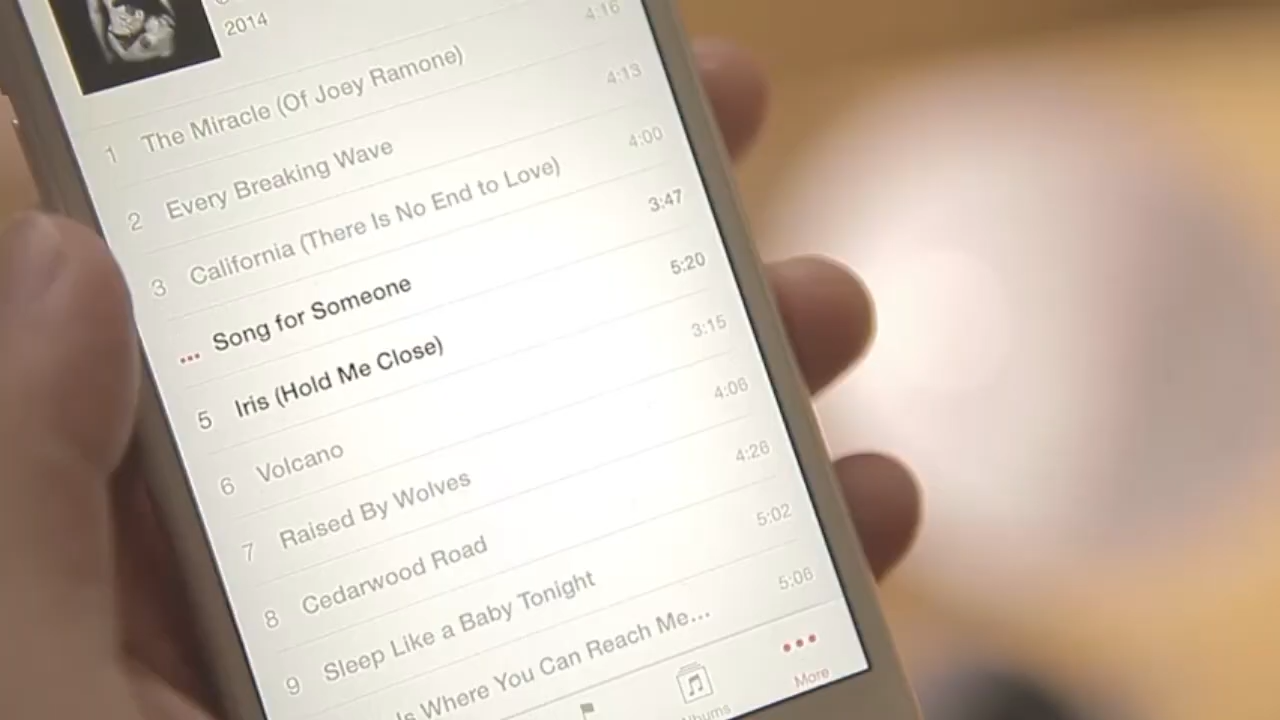 2014
1 The Miracle (Of Joey Ramone) 4:16
2 Every Breaking Wave 4:13
3 California (There Is No End to Love) 4:00
Song for Someone 3:47
5 Iris (Hold Me Close) 5:20
6 Volcano 3:15
7 Raised By Wolves 4:06
8 Cedarwood Road 4:26
9 Sleep Like a Baby Tonight 5:02
Is Where You Can Reach Me... 5:06
More